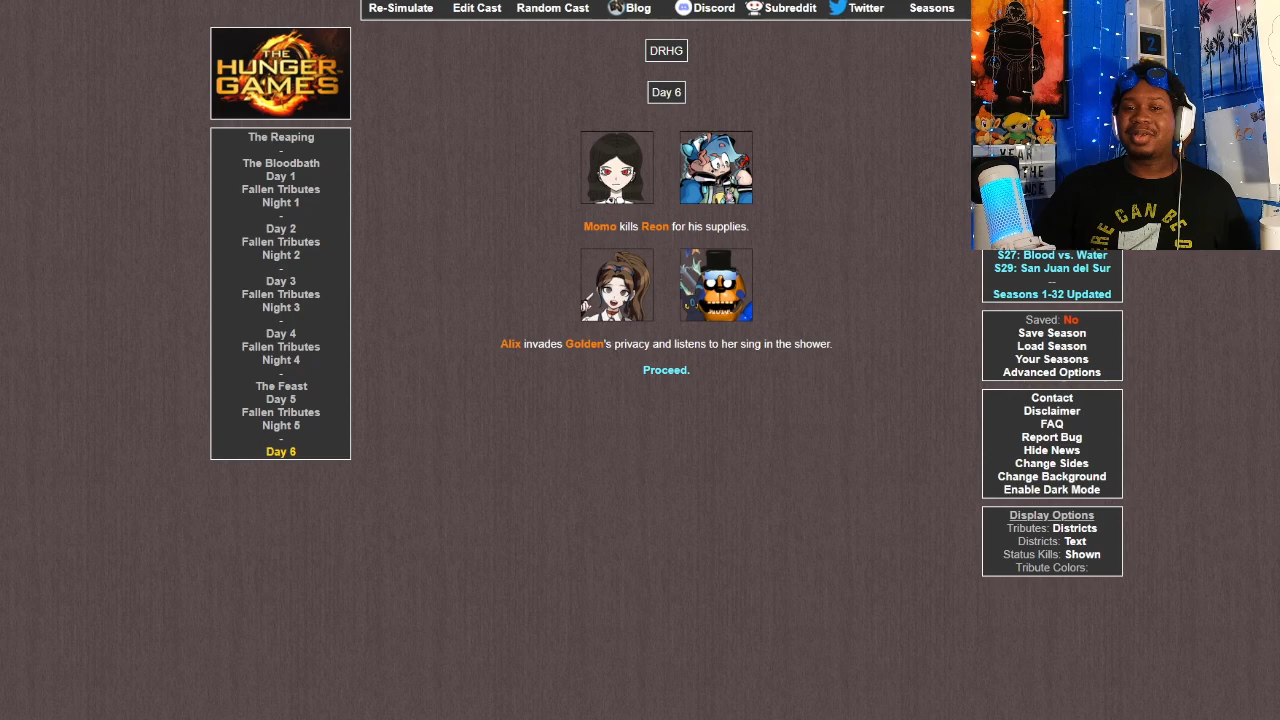 Re-Simulate Edit Cast Random Cast Blog Discord Subreddit Twitter Seasons
THE
HUNGER
GAMES
The Reaping
-
The Bloodbath
Day 1
Fallen Tributes
Night 1
-
Day 2
Fallen Tributes
Night 2
-
Day 3
Fallen Tributes
Night 3
-
Day 4
Fallen Tributes
Night 4
-
The Feast
Day 5
Fallen Tributes
Night 5
-
Day 6
DRHG
Day 6
Momo kills Reon for his supplies.
Alix invades Golden's privacy and listens to her sing in the shower.
Proceed.
2
S27: Blood vs. Water
S29: San Juan del Sur
--
Seasons 1-32 Updated
Saved: No
Save Season
Load Season
Your Seasons
Advanced Options
Contact
Disclaimer
FAQ
Report Bug
Hide News
Change Sides
Change Background
Enable Dark Mode
Display Options
Tributes: Districts
Districts: Text
Status Kills: Shown
Tribute Colors: